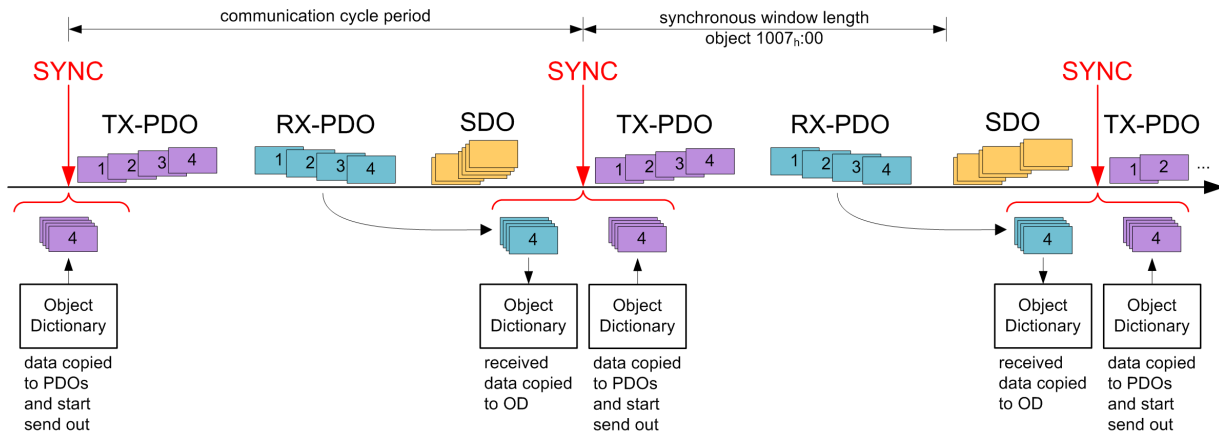 communication cycle period
synchronous window length
object 1007h:00
SYNC
SYNC
SYNC
TX-PDO
RX-PDO
SDO
TX-PDO
RX-PDO
SDO
TX-PDO
1 2 3 4
1 2 3 4
1 2 3 4
1 2 3 4
1 2 ...
4
4
4
4
4
Object
Dictionary
data copied
to PDOs
and start
send out
Object
Dictionary
received
data copied
to OD
Object
Dictionary
data copied
to PDOs
and start
send out
Object
Dictionary
received
data copied
to OD
Object
Dictionary
data copied
to PDOs
and start
send out